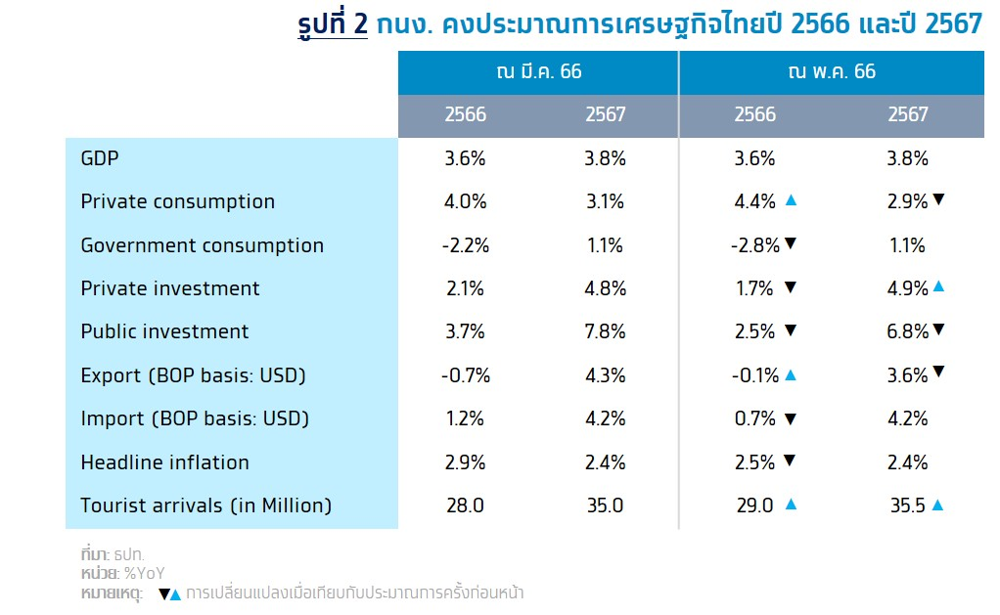 รูปที่ 2 กนง. คงประมาณการเศรษฐกิจไทยปี 2566 และปี 2567
ณ มี.ค. 66 ณ พ.ค. 66
2566 2567 2566 2567
GDP 3.6% 3.8% 3.6% 3.8%
Private consumption 4.0% 3.1% 4.4% ▲ 2.9% ▼
Government consumption -2.2% 1.1% -2.8% ▼ 1.1%
Private investment 2.1% 4.8% 1.7% ▼ 4.9% ▲
Public investment 3.7% 7.8% 2.5% ▼ 6.8% ▼
Export (BOP basis: USD) -0.7% 4.3% -0.1% ▲ 3.6% ▼
Import (BOP basis: USD) 1.2% 4.2% 0.7% ▼ 4.2%
Headline inflation 2.9% 2.4% 2.5% ▼ 2.4%
Tourist arrivals (in Million) 28.0 35.0 29.0 ▲ 35.5 ▲
ที่มา: ธปท.
หน่วย: %YoY
หมายเหตุ: ▼▲ การเปลี่ยนแปลงเมื่อเทียบกับประมาณการครั้งก่อนหน้า